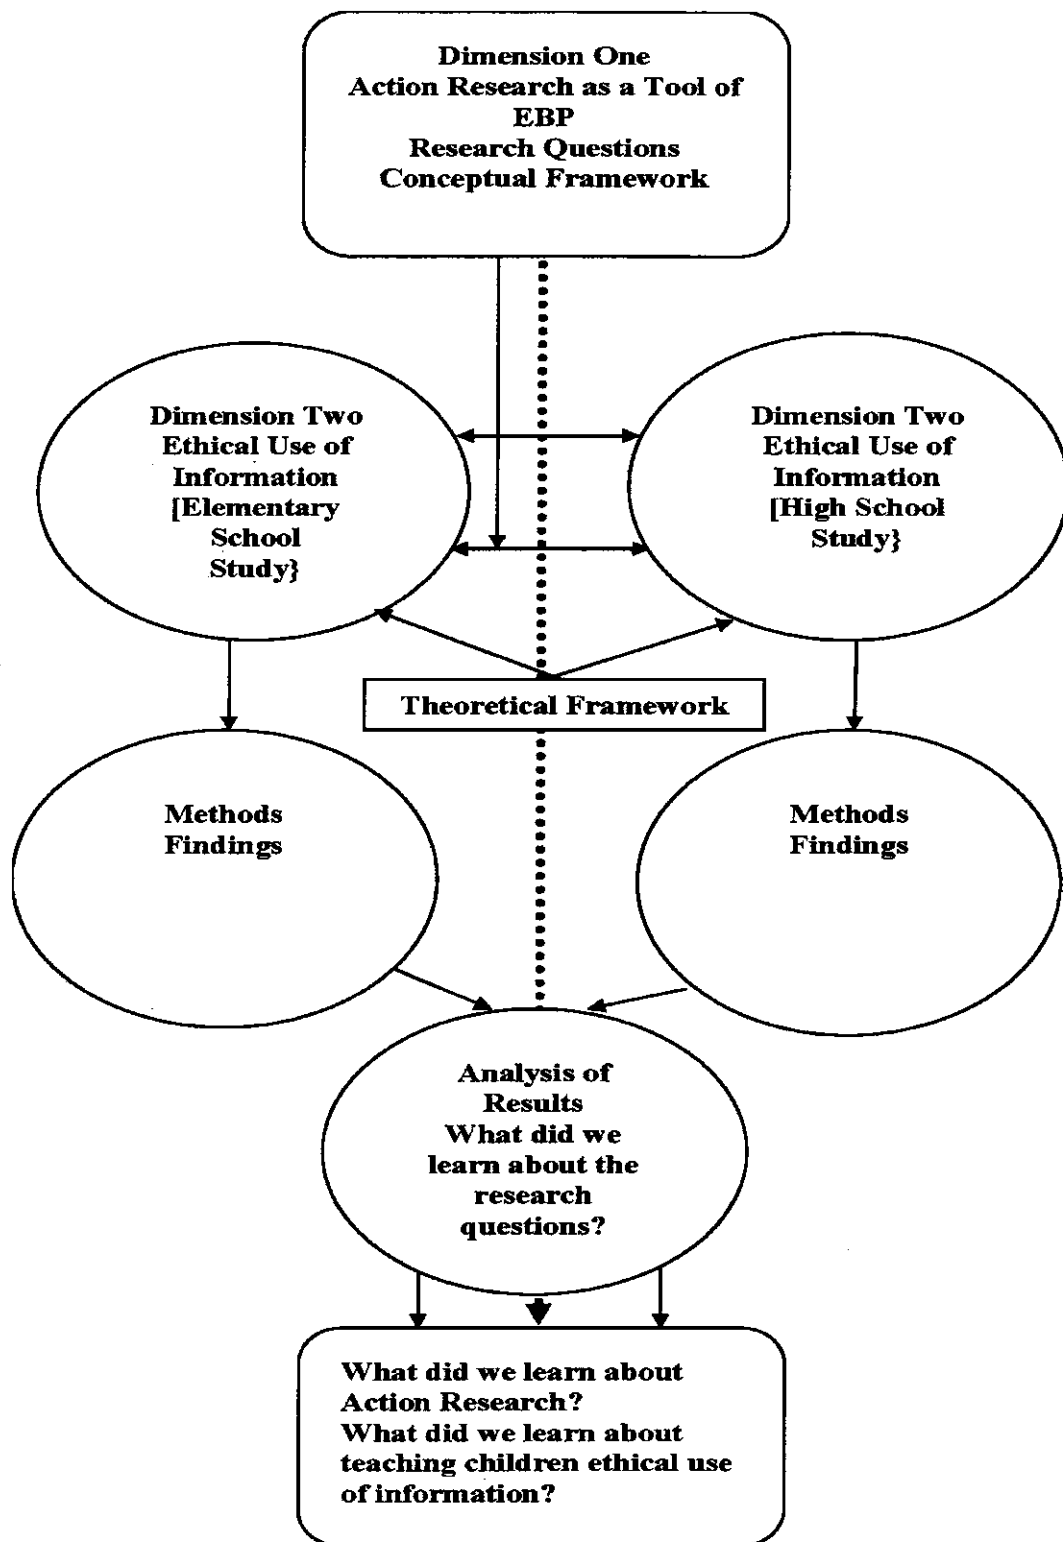 Dimension One
Action Research as a Tool of
EBP
Research Questions
Conceptual Framework
Dimension Two
Ethical Use of
Information
[Elementary
School
Study}
Dimension Two
Ethical Use of
Information
[High School
Study}
Theoretical Framework
Methods
Findings
Methods
Findings
Analysis of
Results
What did we
learn about the
research
questions?
What did we learn about
Action Research?
What did we learn about
teaching children ethical use
of information?